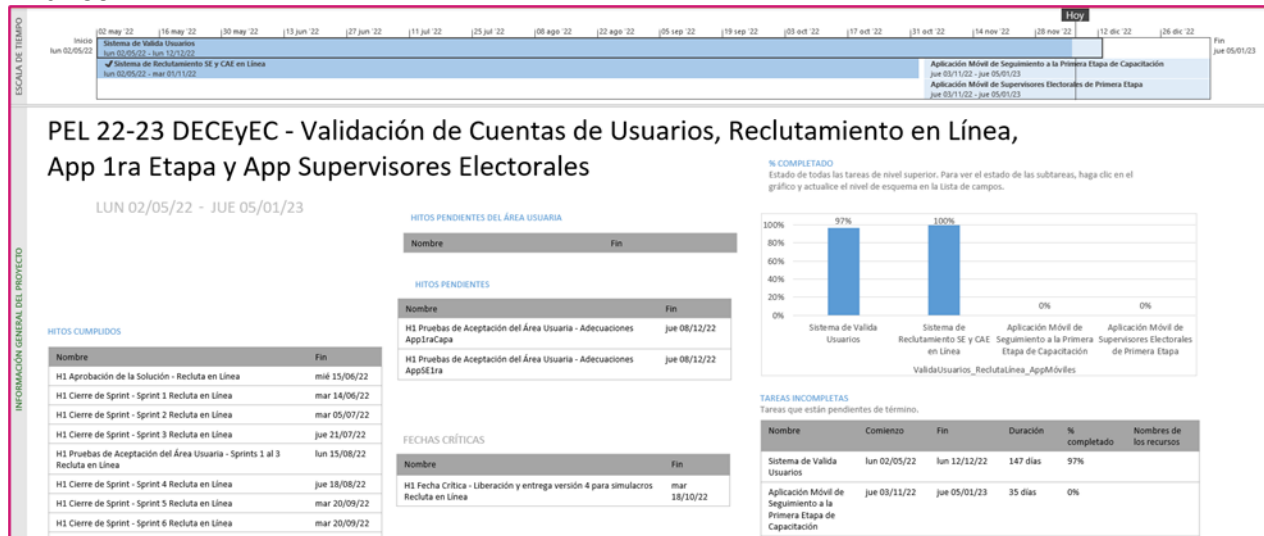 ESCALA DE TIEMPO
Hoy
02 may '22 16 may '22 30 may '22 13 jun '22 27 jun '22 11 jul '22 25 jul '22 08 ago '22 22 ago '22 05 sep '22 19 sep '22 03 oct '22 17 oct '22 31 oct '22 14 nov '22 28 nov '22 12 dic '22 26 dic '22
Inicio
lun 02/05/22
Sistema de Valida Usuarios
lun 02/05/22 - lun 12/12/22
Fin
jue 05/01/23
✔Sistema de Reclutamiento SE y CAE en Línea
lun 02/05/22 - mar 01/11/22
Aplicación Móvil de Seguimiento a la Primera Etapa de Capacitación
jue 03/11/22 - jue 05/01/23
Aplicación Móvil de Supervisores Electorales de Primera Etapa
jue 03/11/22 - jue 05/01/23
INFORMACIÓN GENERAL DEL PROYECTO
PEL 22-23 DECEyEC - Validación de Cuentas de Usuarios, Reclutamiento en Línea,
App 1ra Etapa y App Supervisores Electorales
LUN 02/05/22 - JUE 05/01/23
HITOS CUMPLIDOS
Nombre Fin
H1 Aprobación de la Solución - Recluta en Línea mié 15/06/22
H1 Cierre de Sprint - Sprint 1 Recluta en Línea mar 14/06/22
H1 Cierre de Sprint - Sprint 2 Recluta en Línea mar 05/07/22
H1 Cierre de Sprint - Sprint 3 Recluta en Línea jue 21/07/22
H1 Pruebas de Aceptación del Área Usuaria - Sprints 1 al 3 lun 15/08/22
Recluta en Línea
H1 Cierre de Sprint - Sprint 4 Recluta en Línea jue 18/08/22
H1 Cierre de Sprint - Sprint 5 Recluta en Línea mar 20/09/22
H1 Cierre de Sprint - Sprint 6 Recluta en Línea mar 20/09/22
HITOS PENDIENTES DEL ÁREA USUARIA
Nombre Fin
HITOS PENDIENTES
Nombre Fin
H1 Pruebas de Aceptación del Área Usuaria - Adecuaciones jue 08/12/22
App1raCapa
H1 Pruebas de Aceptación del Área Usuaria - Adecuaciones jue 08/12/22
AppSE1ra
FECHAS CRÍTICAS
Nombre Fin
H1 Fecha Crítica - Liberación y entrega versión 4 para simulacros mar
Recluta en Línea 18/10/22
% COMPLETADO
Estado de todas las tareas de nivel superior. Para ver el estado de las subtareas, haga clic en el
gráfico y actualice el nivel de esquema en la Lista de campos.
100%
80%
60%
40%
20%
0%
97% 100% 0% 0%
Sistema de Valida
Usuarios
Sistema de
Reclutamiento SE y CAE
en Línea
Aplicación Móvil de
Seguimiento a la Primera
Etapa de Capacitación
Aplicación Móvil de
Supervisores Electorales
de Primera Etapa
ValidaUsuarios_ReclutaLínea_AppMóviles
TAREAS INCOMPLETAS
Tareas que están pendientes de término.
Nombre Comienzo Fin Duración % completado Nombres de los recursos
Sistema de Valida lun 02/05/22 lun 12/12/22 147 días 97%
Usuarios
Aplicación Móvil de jue 03/11/22 jue 05/01/23 35 días 0%
Seguimiento a la
Primera Etapa de
Capacitación